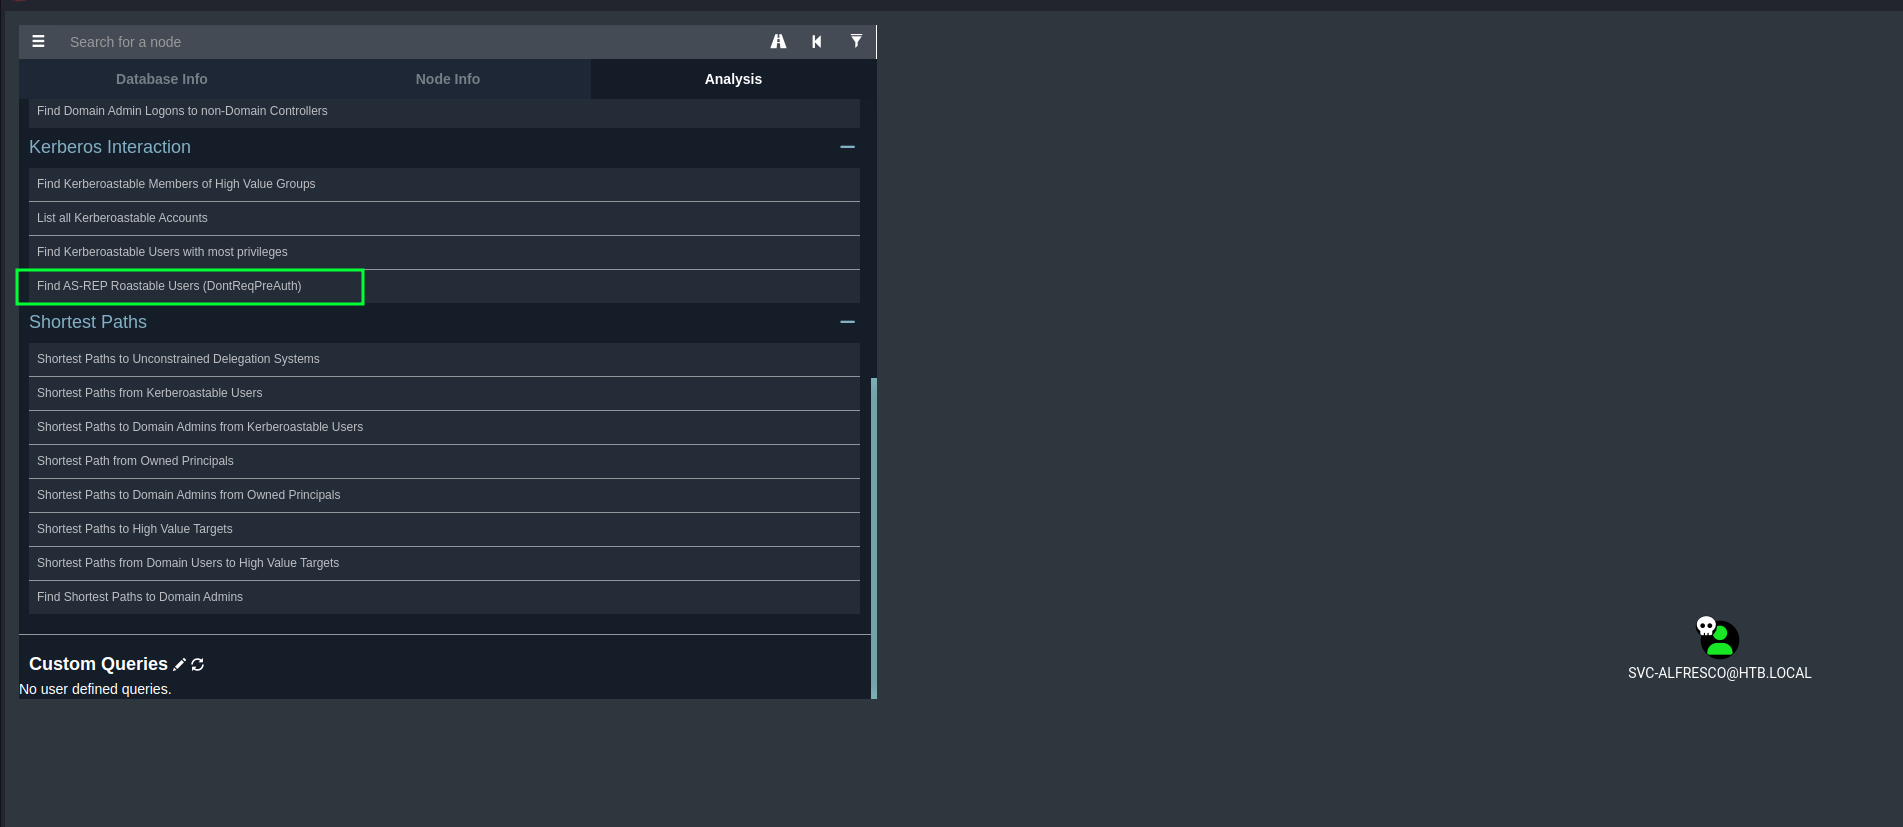 Search for a node
Database Info Node Info Analysis
Find Domain Admin Logons to non-Domain Controllers
Kerberos Interaction
Find Kerberoastable Members of High Value Groups
List all Kerberoastable Accounts
Find Kerberoastable Users with most privileges
Find AS-REP Roastable Users (DontReqPreAuth)
Shortest Paths
Shortest Paths to Unconstrained Delegation Systems
Shortest Paths from Kerberoastable Users
Shortest Paths to Domain Admins from Kerberoastable Users
Shortest Path from Owned Principals
Shortest Paths to Domain Admins from Owned Principals
Shortest Paths to High Value Targets
Shortest Paths from Domain Users to High Value Targets
Find Shortest Paths to Domain Admins
Custom Queries
No user defined queries.
SVC-ALFRESCO@HTB.LOCAL